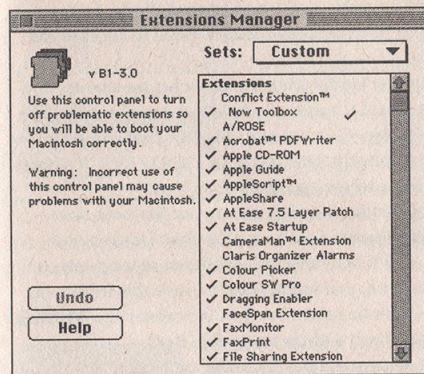 Extensions Manager
v B1-3.0
Use this control panel to turn
off problematic extensions so
you will be able to boot your
Macintosh correctly.
Warning: Incorrect use of
this control panel may cause
problems with your Macintosh.
Undo
Help
Sets: Custom
Extensions
Conflict Extension™
✓ Now Toolbox ✓
A/ROSE
✓ Acrobat™ PDFWriter
✓ Apple CD-ROM
✓ Apple Guide
✓ AppleScript™
✓ AppleShare
✓ At Ease 7.5 Layer Patch
✓ At Ease Startup
CameraMan™ Extension
Claris Organizer Alarms
✓ Colour Picker
✓ Colour SW Pro
✓ Dragging Enabler
FaceSpan Extension
✓ FaxMonitor
✓ FaxPrint
✓ File Sharing Extension